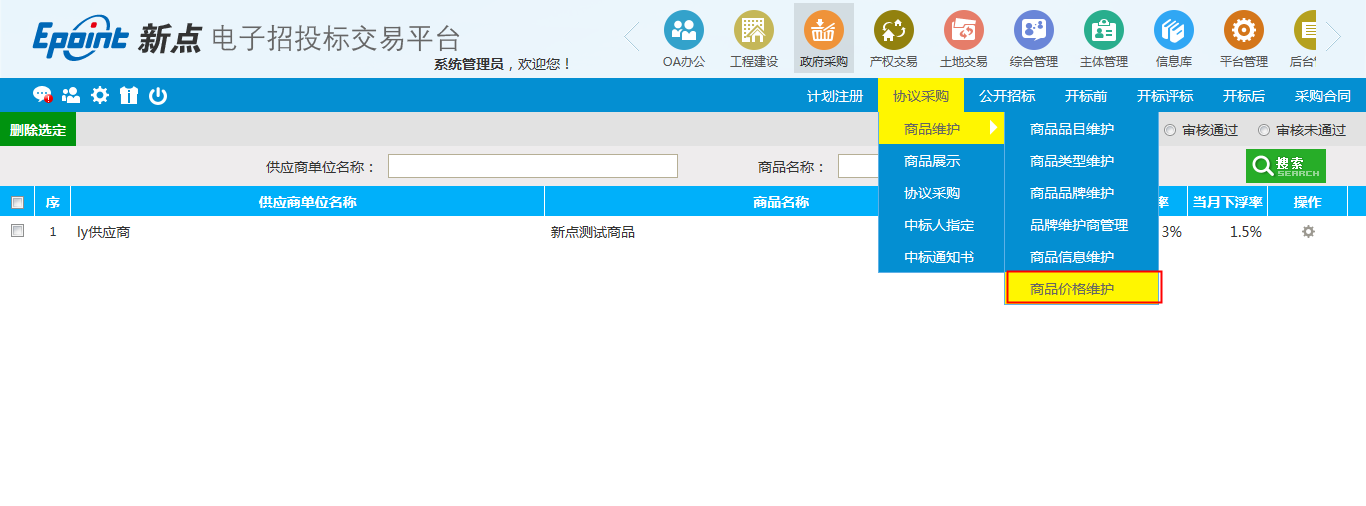 Epoint 新点 电子招投标交易平台
系统管理员，欢迎您！
OA办公 工程建设 政府采购 产权交易 土地交易 综合管理 主体管理 信息库 平台管理 后台
计划注册 协议采购 公开招标 开标前 开标评标 开标后 采购合同
删除选定 商品维护 商品品目维护 审核通过 审核未通过
商品展示 商品类型维护
供应商单位名称： 商品名称： 搜索
SEARCH
协议采购 商品品牌维护
序 供应商单位名称 商品名称 率 当月下浮率 操作
中标人指定 品牌维护商管理
1 ly供应商 新点测试商品 3% 1.5%
中标通知书 商品信息维护
商品价格维护